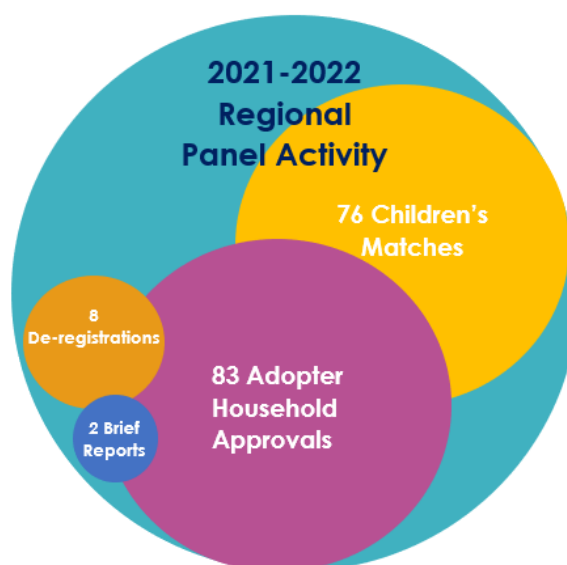 2021-2022
Regional
Panel Activity
76 Children's
Matches
8
De-registrations
83 Adopter
Household
Approvals
2 Brief
Reports